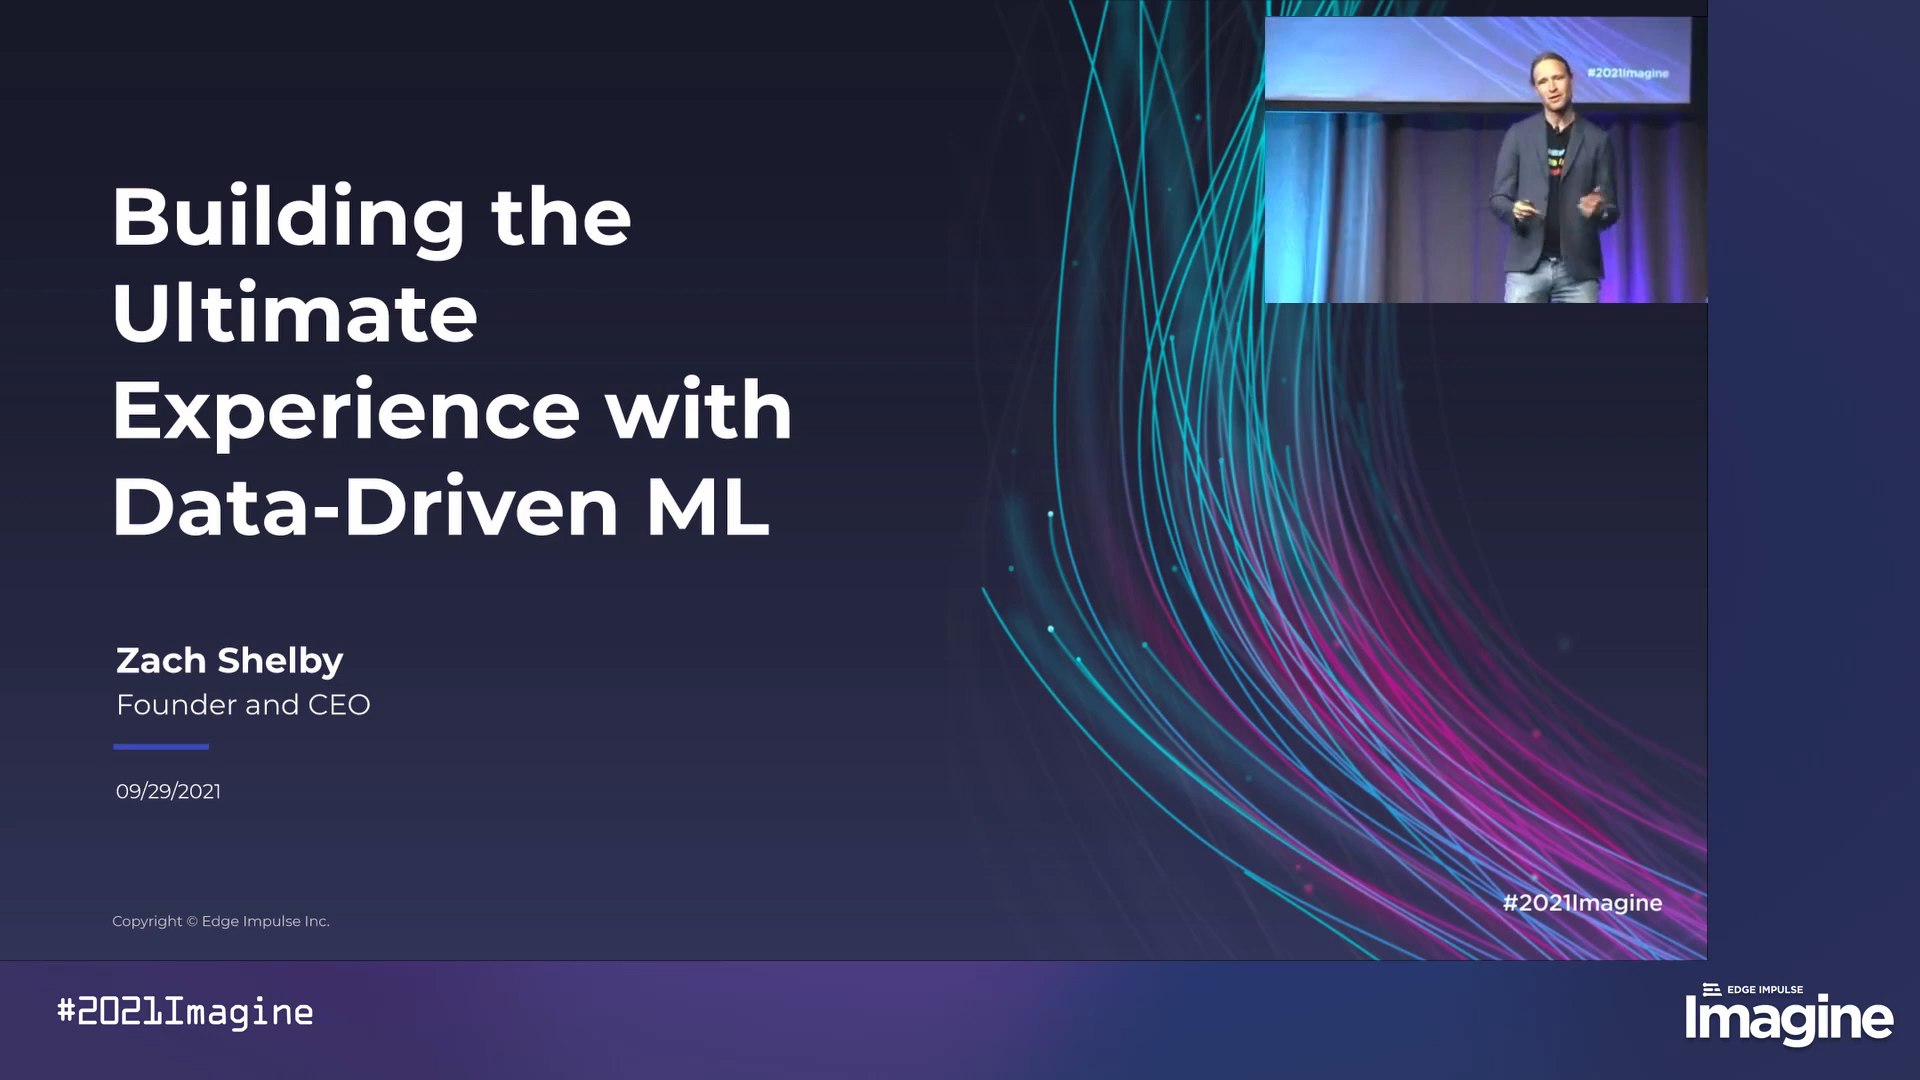 #2021Imagine
Building the
Ultimate
Experience with
Data-Driven ML
Zach Shelby
Founder and CEO
09/29/2021
#2021Imagine
Copyright © Edge Impulse Inc.
#2021Imagine
EDGE IMPULSE
Imagine